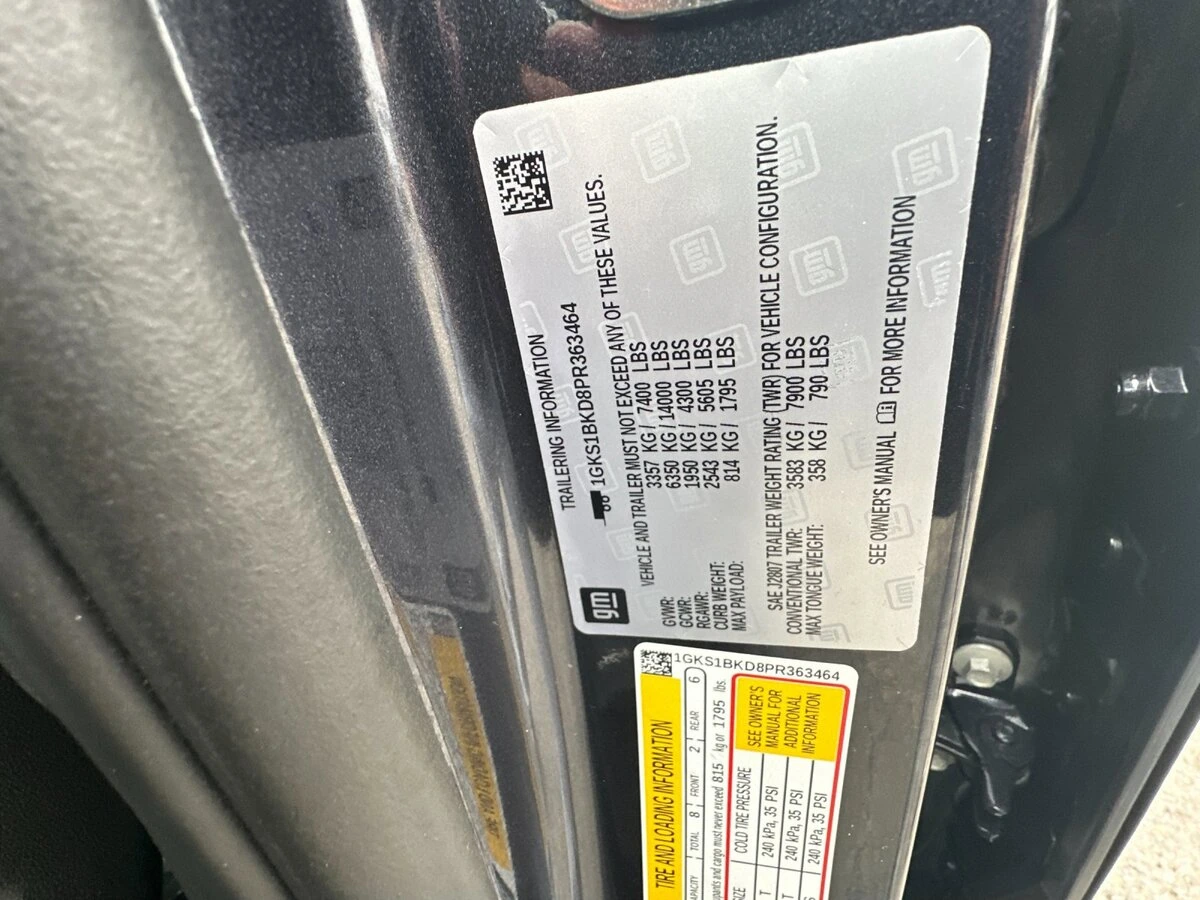 gm
TRAILERING INFORMATION
1GKS1BKD8PR363464
VEHICLE AND TRAILER MUST NOT EXCEED ANY OF THESE VALUES.
GVWR: 3357 KG / 7400 LBS
GCWR: 6350 KG / 14000 LBS
RGAWR: 1950 KG / 4300 LBS
CURB WEIGHT: 2543 KG / 5605 LBS
MAX PAYLOAD: 814 KG / 1795 LBS
SAE J2807 TRAILER WEIGHT RATING (TWR) FOR VEHICLE CONFIGURATION.
CONVENTIONAL TWR: 3583 KG / 7900 LBS
MAX TONGUE WEIGHT: 358 KG / 790 LBS
SEE OWNER'S MANUAL FOR MORE INFORMATION
TIRE AND LOADING INFORMATION
TOTAL 8 FRONT 2 REAR 6
and cargo must never exceed 815 kg or 1795 lbs.
COLD TIRE PRESSURE
240 kPa, 35 PSI
240 kPa, 35 PSI
240 kPa, 35 PSI
SEE OWNER'S
MANUAL FOR
ADDITIONAL
INFORMATION
1GKS1BKD8PR363464